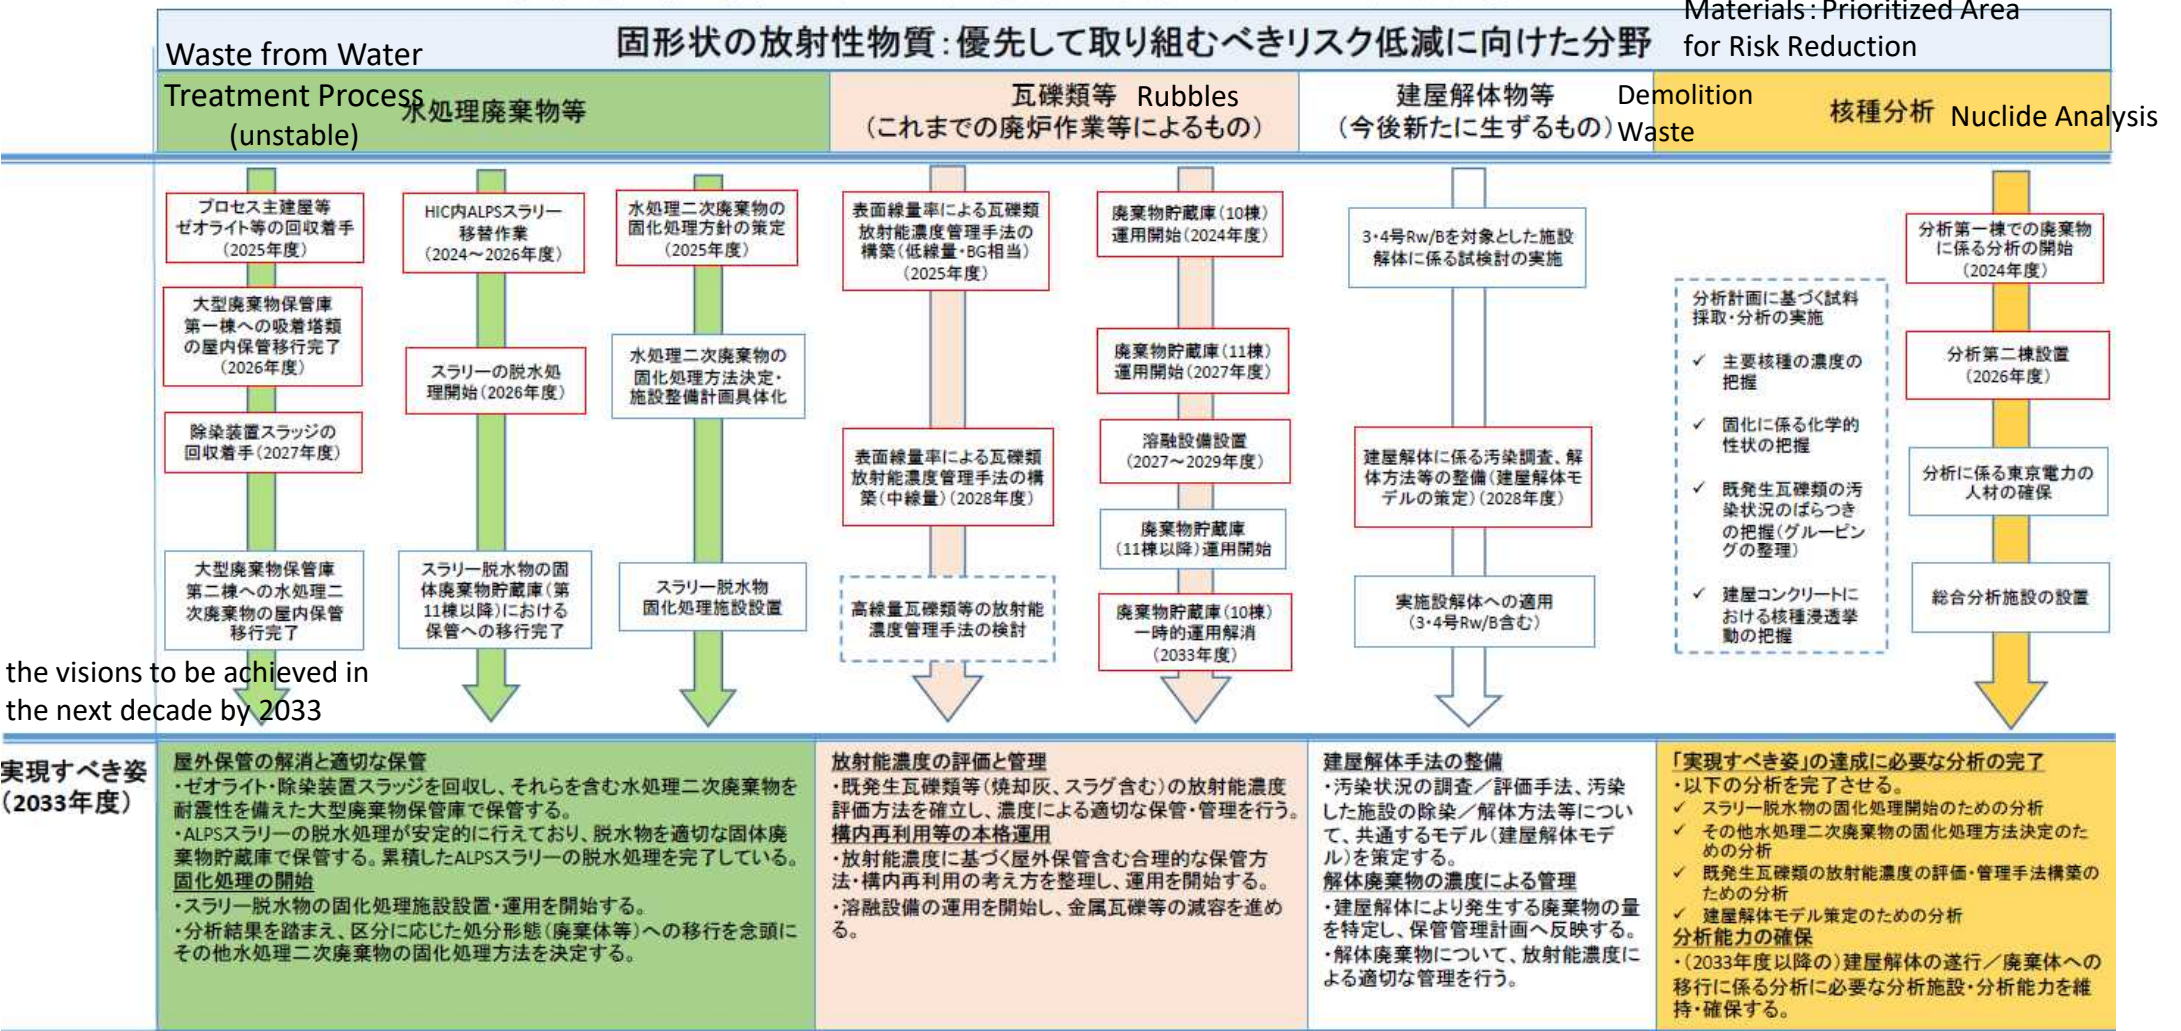 Materials：Prioritized Area
for Risk Reduction
固形状の放射性物質：優先して取り組むべきリスク低減に向けた分野
Waste from Water
Treatment Process
(unstable)
水処理廃棄物等
瓦礫類等 Rubbles
（これまでの廃炉作業等によるもの）
建屋解体物等
（今後新たに生ずるもの）
Demolition
Waste
核種分析 Nuclide Analysis
プロセス主建屋等
ゼオライト等の回収着手
（2025年度）
大型廃棄物保管庫
第一棟への吸着塔類
の屋内保管移行完了
（2026年度）
除染装置スラッジの
回収着手（2027年度）
大型廃棄物保管庫
第二棟への水処理二
次廃棄物の屋内保管
移行完了
HIC内ALPSスラリー
移替作業
（2024～2026年度）
スラリーの脱水処
理開始（2026年度）
スラリー脱水物の固
体廃棄物貯蔵庫（第
11棟以降）における
保管への移行完了
水処理二次廃棄物の
固化処理方針の策定
（2025年度）
水処理二次廃棄物の
固化処理方法決定・
施設整備計画具体化
スラリー脱水物
固化処理施設設置
表面線量率による瓦礫類
放射能濃度管理手法の
構築（低線量・BG相当）
（2025年度）
表面線量率による瓦礫類
放射能濃度管理手法の構
築（中線量）（2028年度）
高線量瓦礫類等の放射能
濃度管理手法の検討
廃棄物貯蔵庫（10棟）
運用開始（2024年度）
廃棄物貯蔵庫（11棟）
運用開始（2027年度）
溶融設備設置
（2027～2029年度）
廃棄物貯蔵庫
（11棟以降）運用開始
廃棄物貯蔵庫（10棟）
一時的運用解消
（2033年度）
3・4号Rw/Bを対象とした施設
解体に係る試検討の実施
建屋解体に係る汚染調査、解
体方法等の整備（建屋解体モ
デルの策定）（2028年度）
実施設解体への適用
（3・4号Rw/B含む）
分析計画に基づく試料
採取・分析の実施
✓ 主要核種の濃度の
把握
✓ 固化に係る化学的
性状の把握
✓ 既発生瓦礫類の汚
染状況のばらつき
の把握（グルーピン
グの整理）
✓ 建屋コンクリートに
おける核種浸透挙
動の把握
分析第一棟での廃棄物
に係る分析の開始
（2024年度）
分析第二棟設置
（2026年度）
分析に係る東京電力の
人材の確保
総合分析施設の設置
the visions to be achieved in
the next decade by 2033
実現すべき姿
（2033年度）
屋外保管の解消と適切な保管
・ゼオライト・除染装置スラッジを回収し、それらを含む水処理二次廃棄物を
耐震性を備えた大型廃棄物保管庫で保管する。
・ALPSスラリーの脱水処理が安定的に行えており、脱水物を適切な固体廃
棄物貯蔵庫で保管する。累積したALPSスラリーの脱水処理を完了している。
固化処理の開始
・スラリー脱水物の固化処理施設設置・運用を開始する。
・分析結果を踏まえ、区分に応じた処分形態（廃棄体等）への移行を念頭に
その他水処理二次廃棄物の固化処理方法を決定する。
放射能濃度の評価と管理
・既発生瓦礫類等（焼却灰、スラグ含む）の放射能濃度
評価方法を確立し、濃度による適切な保管・管理を行う。
構内再利用等の本格運用
・放射能濃度に基づく屋外保管含む合理的な保管方
法・構内再利用の考え方を整理し、運用を開始する。
・溶融設備の運用を開始し、金属瓦礫等の減容を進め
る。
建屋解体手法の整備
・汚染状況の調査／評価手法、汚染
した施設の除染／解体方法等につい
て、共通するモデル（建屋解体モデ
ル）を策定する。
解体廃棄物の濃度による管理
・建屋解体により発生する廃棄物の量
を特定し、保管管理計画へ反映する。
・解体廃棄物について、放射能濃度に
よる適切な管理を行う。
「実現すべき姿」の達成に必要な分析の完了
・以下の分析を完了させる。
✓ スラリー脱水物の固化処理開始のための分析
✓ その他水処理二次廃棄物の固化処理方法決定のた
めの分析
✓ 既発生瓦礫類の放射能濃度の評価・管理手法構築の
ための分析
✓ 建屋解体モデル策定のための分析
分析能力の確保
・（2033年度以降の）建屋解体の遂行／廃棄体への
移行に係る分析に必要な分析施設・分析能力を維
持・確保する。